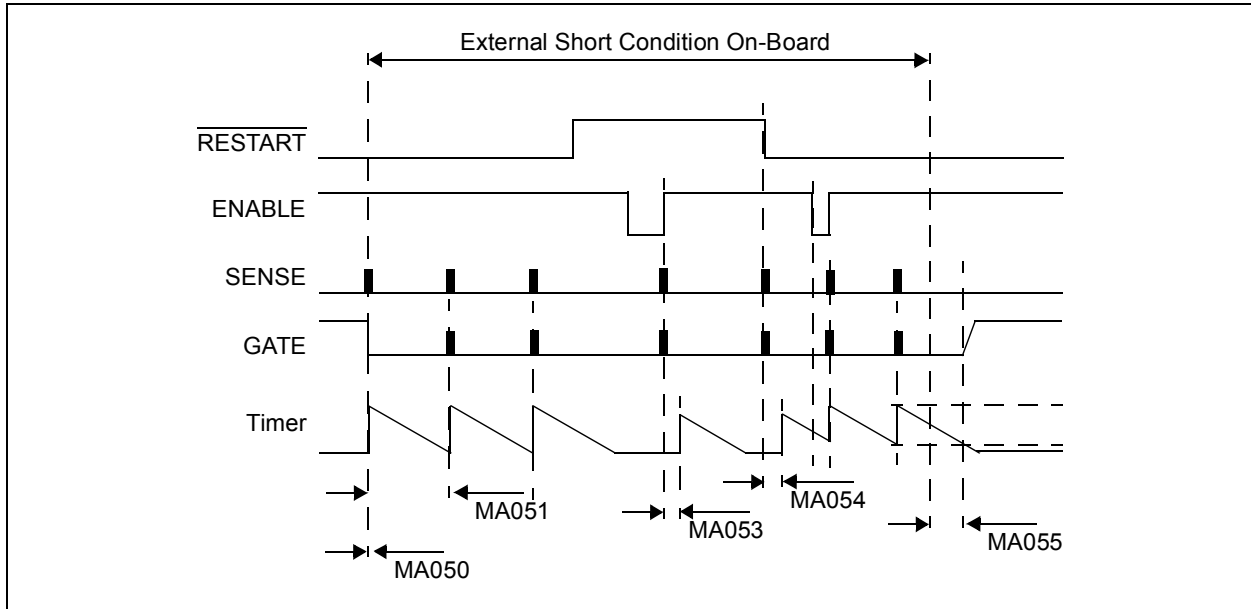 External Short Condition On-Board
RESTART
ENABLE
SENSE
GATE
Timer
MA051
MA054
MA053
MA055
MA050